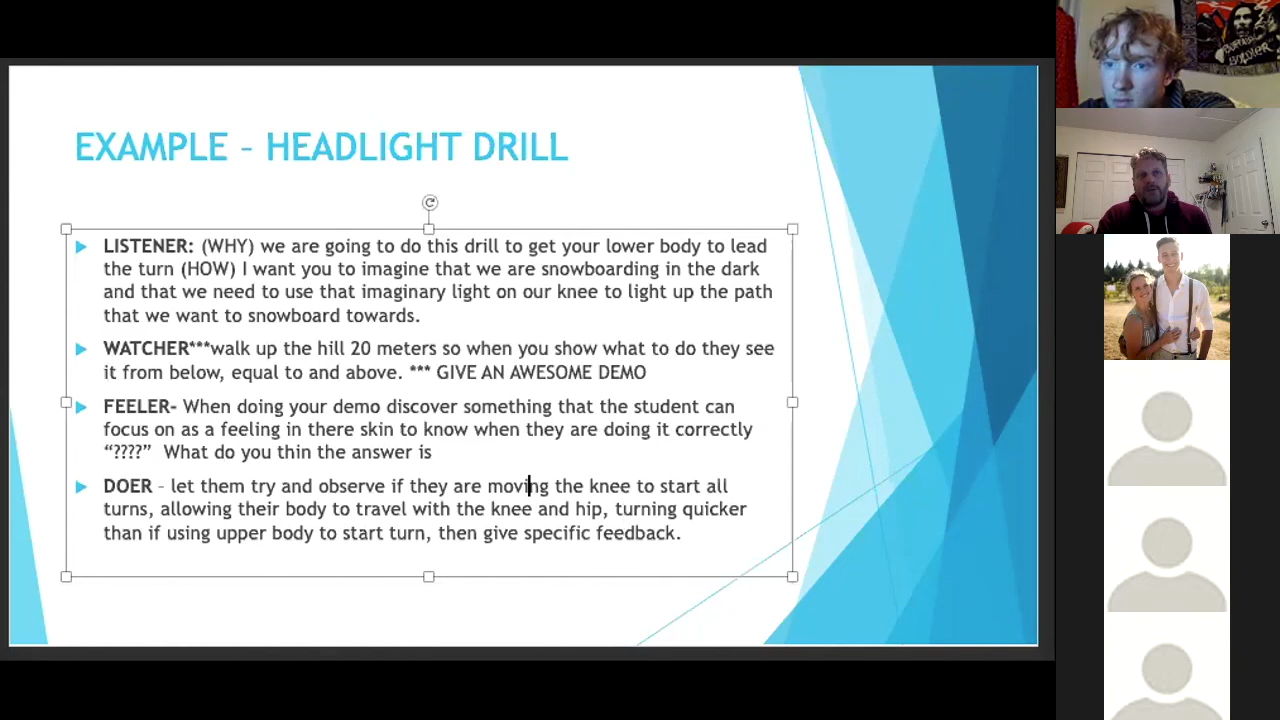 EXAMPLE – HEADLIGHT DRILL
LISTENER: (WHY) we are going to do this drill to get your lower body to lead
the turn (HOW) I want you to imagine that we are snowboarding in the dark
and that we need to use that imaginary light on our knee to light up the path
that we want to snowboard towards.
WATCHER***walk up the hill 20 meters so when you show what to do they see
it from below, equal to and above. *** GIVE AN AWESOME DEMO
FEELER- When doing your demo discover something that the student can
focus on as a feeling in there skin to know when they are doing it correctly
“????”  What do you thin the answer is
DOER – let them try and observe if they are moving the knee to start all
turns, allowing their body to travel with the knee and hip, turning quicker
than if using upper body to start turn, then give specific feedback.